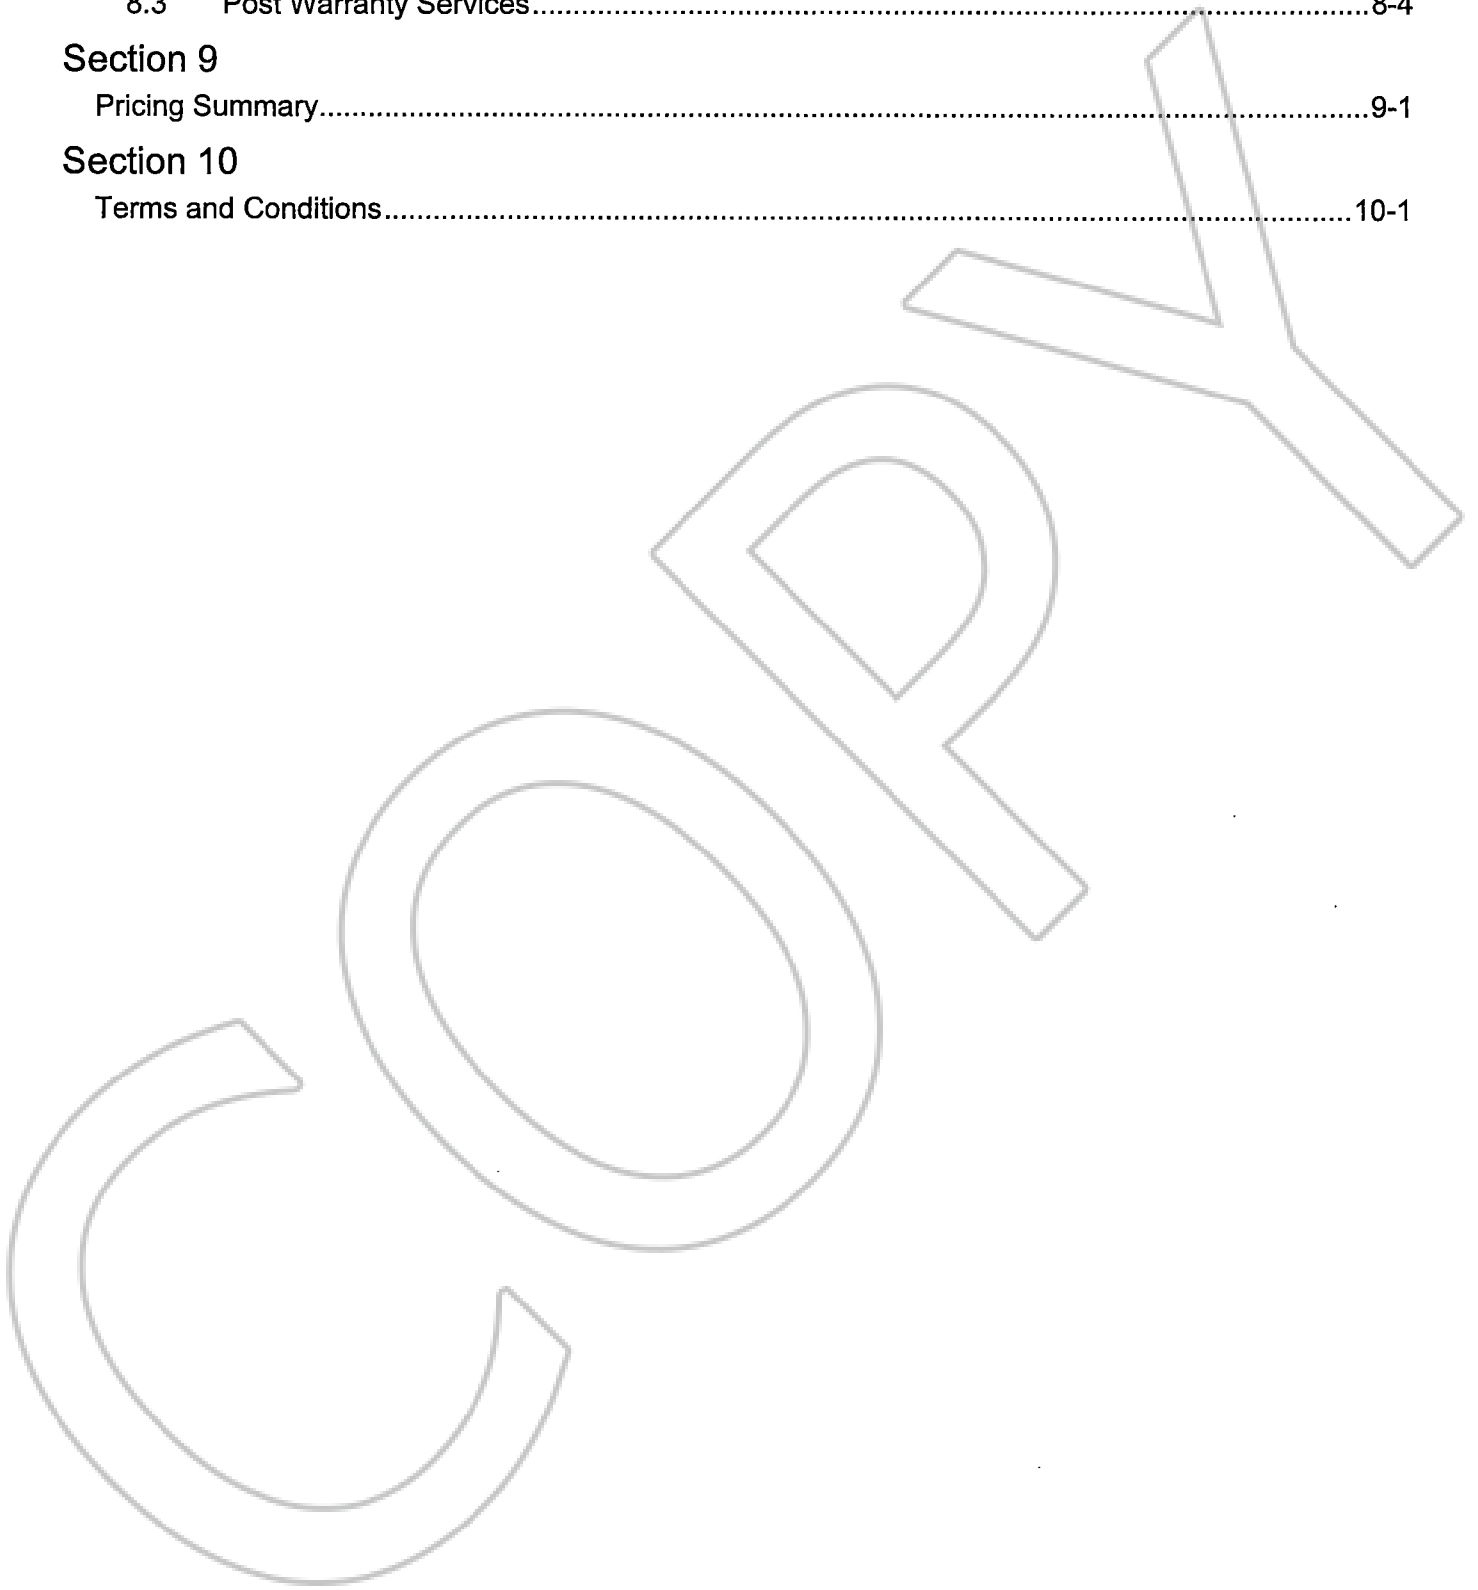 8.3 Post Warranty Services....................8-4
Section 9
Pricing Summary....................9-1
Section 10
Terms and Conditions....................10-1
COPY